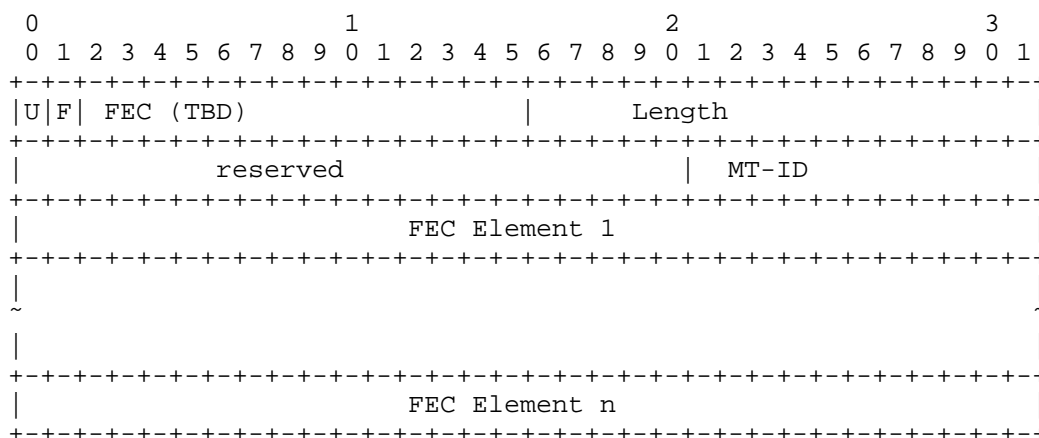 0                   1                   2                   3
 0 1 2 3 4 5 6 7 8 9 0 1 2 3 4 5 6 7 8 9 0 1 2 3 4 5 6 7 8 9 0 1
+-+-+-+-+-+-+-+-+-+-+-+-+-+-+-+-+-+-+-+-+-+-+-+-+-+-+-+-+-+-+-+--
|U|F| FEC (TBD)                 |      Length                   |
+-+-+-+-+-+-+-+-+-+-+-+-+-+-+-+-+-+-+-+-+-+-+-+-+-+-+-+-+-+-+-+--
|            reserved                     |  MT-ID              |
+-+-+-+-+-+-+-+-+-+-+-+-+-+-+-+-+-+-+-+-+-+-+-+-+-+-+-+-+-+-+-+--
|                        FEC Element 1                          |
+-+-+-+-+-+-+-+-+-+-+-+-+-+-+-+-+-+-+-+-+-+-+-+-+-+-+-+-+-+-+-+--
|                                                               |
~                                                               ~
|                                                               |
+-+-+-+-+-+-+-+-+-+-+-+-+-+-+-+-+-+-+-+-+-+-+-+-+-+-+-+-+-+-+-+--
|                        FEC Element n                          |
+-+-+-+-+-+-+-+-+-+-+-+-+-+-+-+-+-+-+-+-+-+-+-+-+-+-+-+-+-+-+-+--